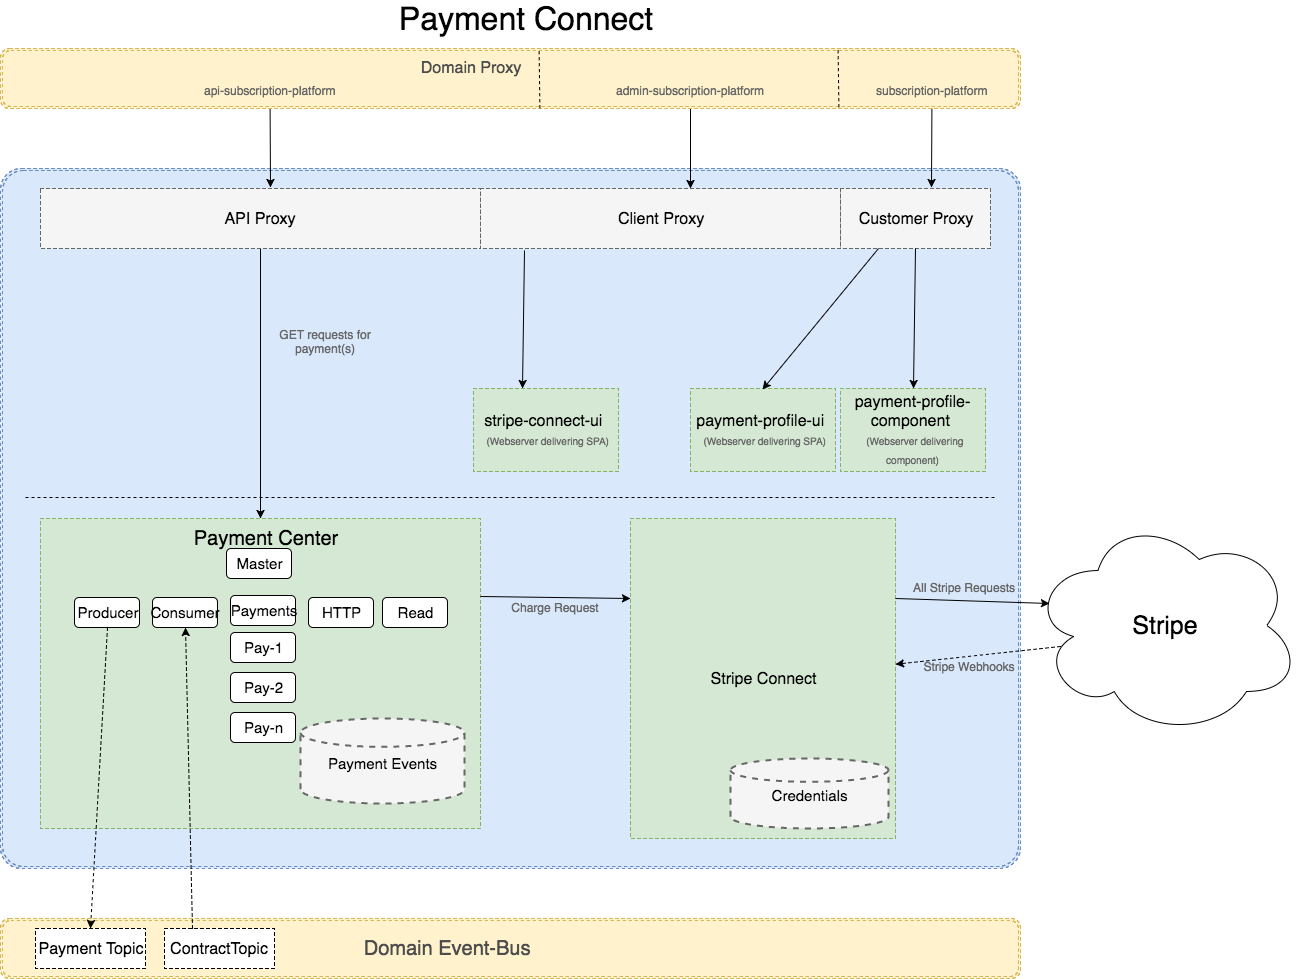 Payment Connect
Domain Proxy
api-subscription-platform
admin-subscription-platform
subscription-platform
API Proxy
Client Proxy
Customer Proxy
GET requests for
payment(s)
stripe-connect-ui
(Webserver delivering SPA)
payment-profile-ui
(Webserver delivering SPA)
payment-profile-
component
(Webserver delivering
component)
Payment Center
Master
Producer
Consumer
Payments
HTTP
Read
Pay-1
Pay-2
Pay-n
Payment Events
Charge Request
Stripe Connect
Credentials
All Stripe Requests
Stripe Webhooks
Stripe
Payment Topic
ContractTopic
Domain Event-Bus